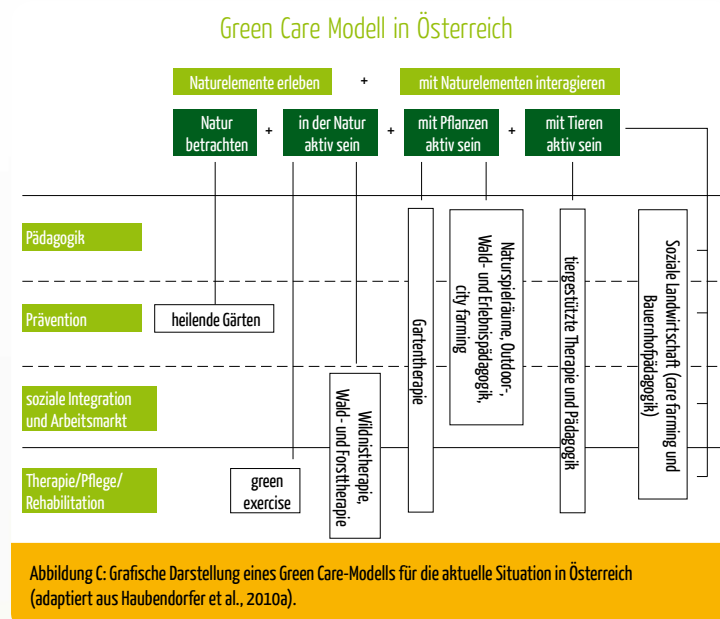 Green Care Modell in Österreich
Naturelemente erleben
+
mit Naturelementen interagieren
Natur
betrachten
+
in der Natur
aktiv sein
+
mit Pflanzen
aktiv sein
+
mit Tieren
aktiv sein
Pädagogik
Prävention
soziale Integration
und Arbeitsmarkt
Therapie/Pflege/
Rehabilitation
heilende Gärten
green
exercise
Wildnistherapie,
Wald- und Forsttherapie
Gartentherapie
Naturspielräume, Outdoor-,
Wald- und Erlebnispädagogik,
city farming
tiergestützte Therapie und Pädagogik
Soziale Landwirtschaft (care farming und
Bauernhofpädagogik)
Abbildung C: Grafische Darstellung eines Green Care-Modells für die aktuelle Situation in Österreich
(adaptiert aus Haubendorfer et al., 2010a).